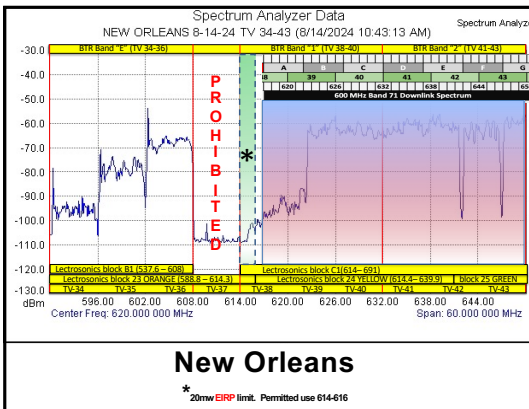 Spectrum Analyzer Data
Spectrum Analyze
NEW ORLEANS 8-14-24 TV 34-43 (8/14/2024 10:43:13 AM)
BTR Band "E" (TV 34-36) BTR Band "1" (TV 38-40) BTR Band "2" (TV 41-43)
A B C D E F G
8 39 40 41 42 43
620 626 632 638 644 65
600 MHz Band 71 Downlink Spectrum
-30.0
-40.0
-50.0
-60.0
-70.0
-80.0
-90.0
-100.0
-110.0
-120.0
-130.0
dBm
PROHIBITED
*
Lectrosonics block B1 (537.6 – 608) Lectrosonics block C1(614– 691)
Lectrosonics block 23 ORANGE (588.8 – 614.3) Lectrosonics block 24 YELLOW (614.4– 639.9) block 25 GREEN
TV-34 TV-35 TV-36 TV-37 TV-38 TV-39 TV-40 TV-41 TV-42 TV-43
596.00 602.00 608.00 614.00 620.00 626.00 632.00 638.00 644.00
Center Freq: 620.000 000 MHz Span: 60.000 000 MHz
New Orleans
*20mw EIRP limit. Permitted use 614-616